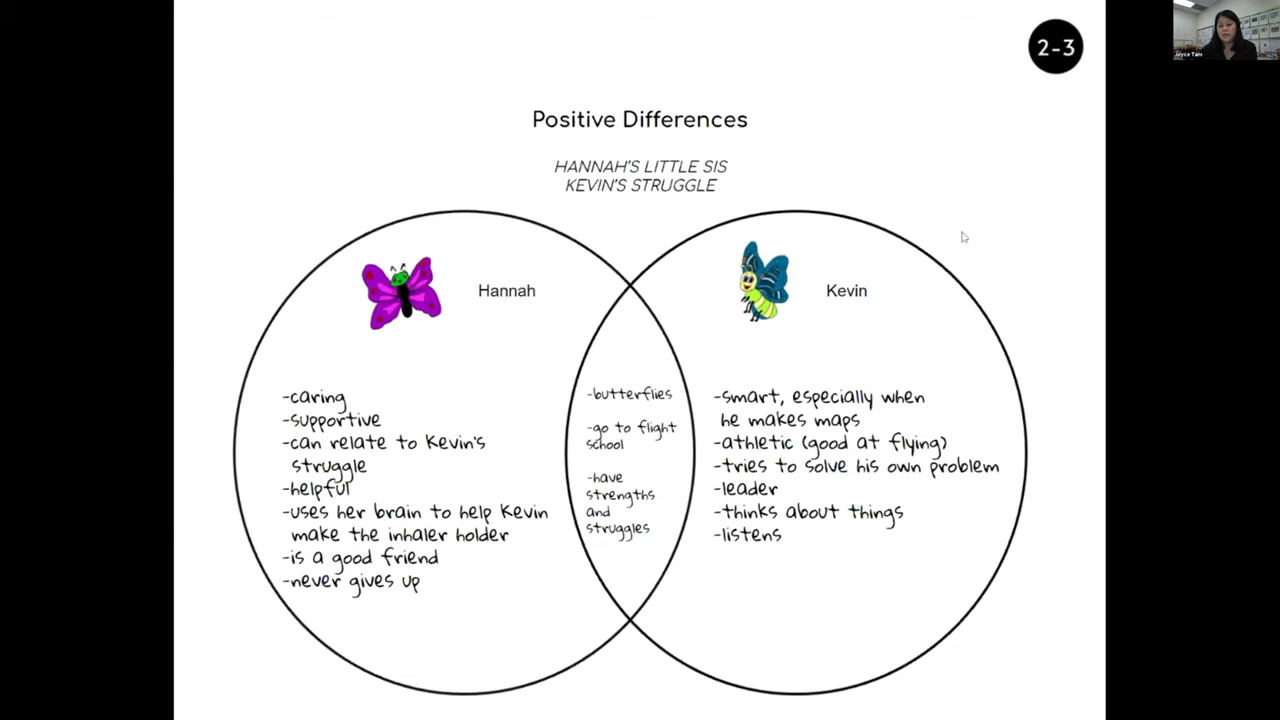 2-3
Joyce Tam
Positive Differences
HANNAH'S LITTLE SIS
KEVIN'S STRUGGLE
Hannah
-caring
-supportive
-can relate to Kevin's
struggle
-helpful
-uses her brain to help Kevin
make the inhaler holder
-is a good friend
-never gives up
-butterflies
-go to flight
school
-have
strengths
and
struggles
Kevin
-smart, especially when
he makes maps
-athletic (good at flying)
-tries to solve his own problem
-leader
-thinks about things
-listens